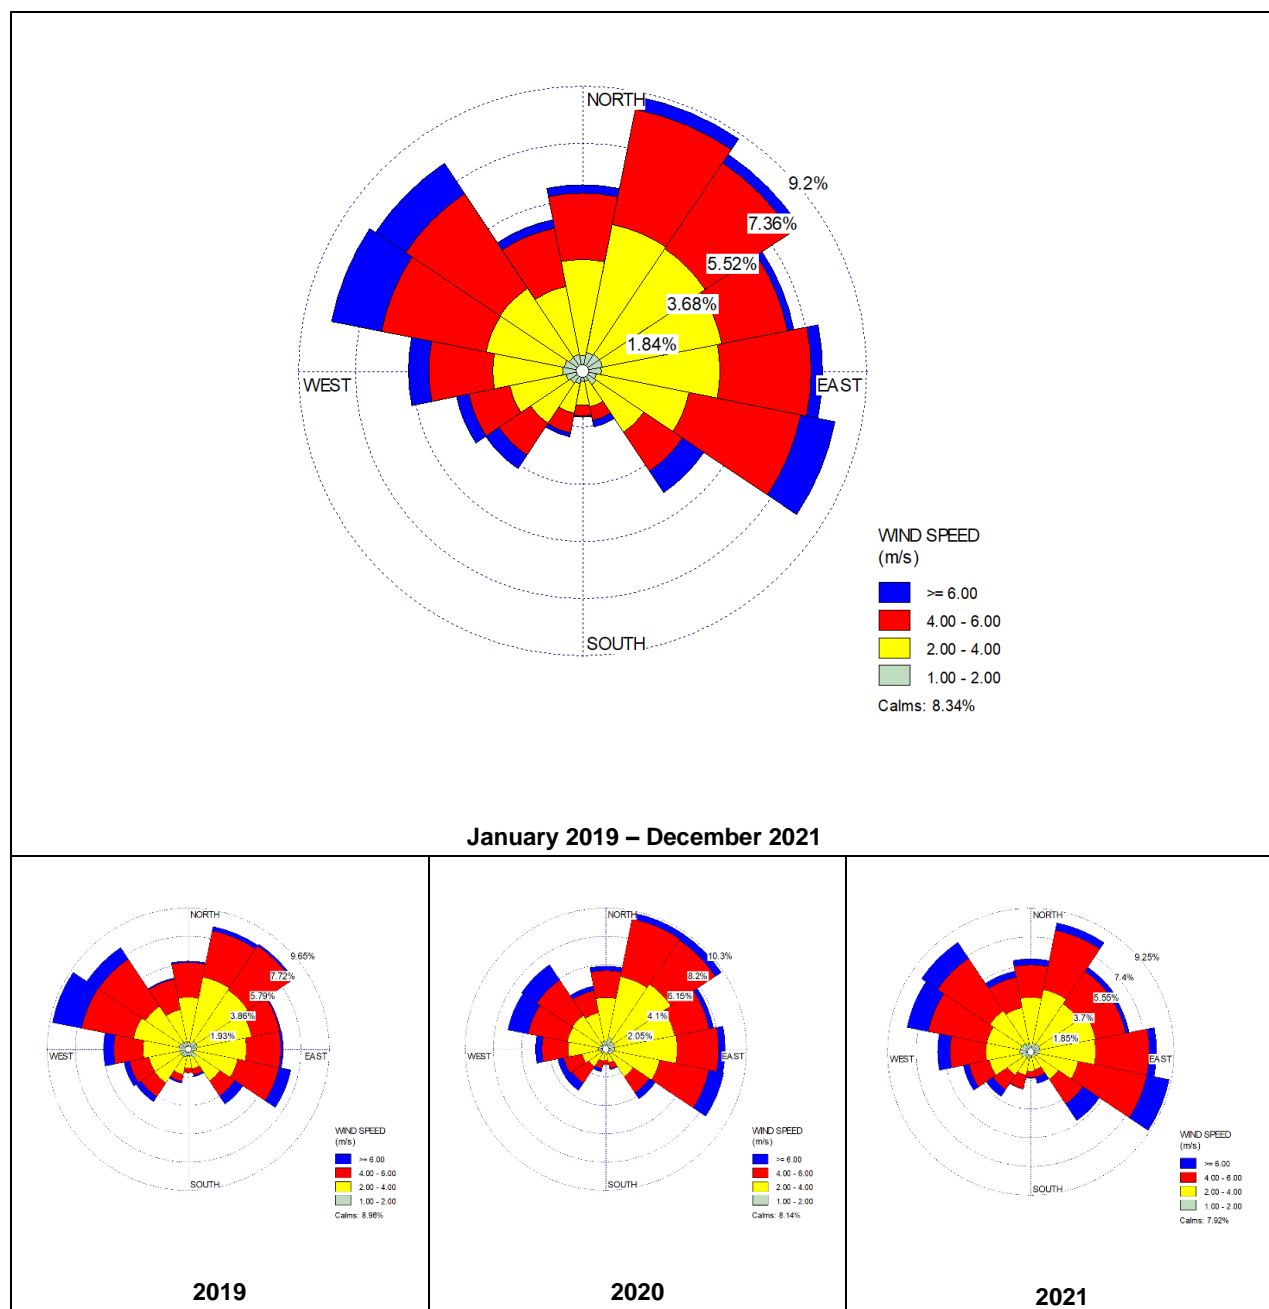 NORTH
9.2%
7.36%
5.52%
3.68%
1.84%
WEST
EAST
SOUTH
WIND SPEED
(m/s)
>= 6.00
4.00 - 6.00
2.00 - 4.00
1.00 - 2.00
Calms: 8.34%
January 2019 – December 2021
NORTH
9.65%
7.72%
5.79%
3.86%
1.93%
WEST
EAST
SOUTH
WIND SPEED
(m/s)
>= 6.00
4.00 - 6.00
2.00 - 4.00
1.00 - 2.00
Calms: 8.96%
2019
NORTH
10.3%
8.2%
6.15%
4.1%
2.05%
WEST
EAST
SOUTH
WIND SPEED
(m/s)
>= 6.00
4.00 - 6.00
2.00 - 4.00
1.00 - 2.00
Calms: 8.14%
2020
NORTH
9.25%
7.4%
5.55%
3.7%
1.85%
WEST
EAST
SOUTH
WIND SPEED
(m/s)
>= 6.00
4.00 - 6.00
2.00 - 4.00
1.00 - 2.00
Calms: 7.92%
2021